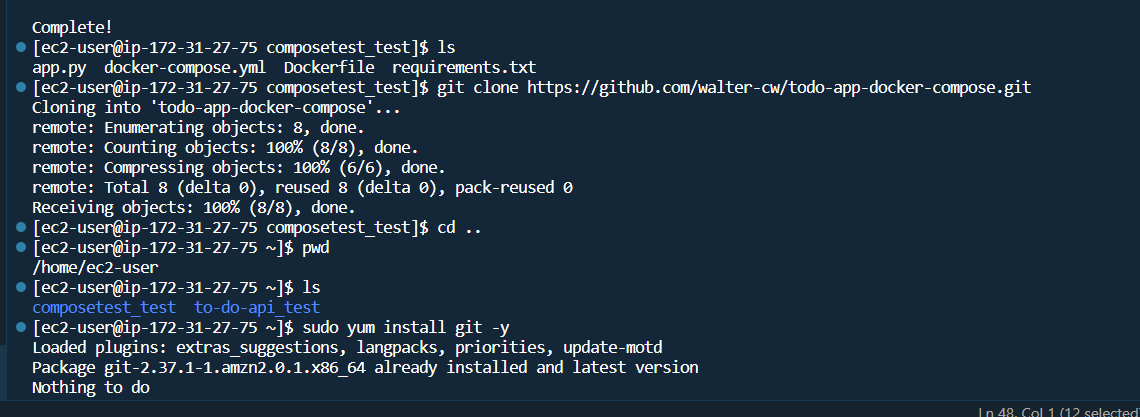 Complete!
[ec2-user@ip-172-31-27-75 composetest_test]$ ls
app.py  docker-compose.yml  Dockerfile  requirements.txt
[ec2-user@ip-172-31-27-75 composetest_test]$ git clone https://github.com/walter-cw/todo-app-docker-compose.git
Cloning into 'todo-app-docker-compose'...
remote: Enumerating objects: 8, done.
remote: Counting objects: 100% (8/8), done.
remote: Compressing objects: 100% (6/6), done.
remote: Total 8 (delta 0), reused 8 (delta 0), pack-reused 0
Receiving objects: 100% (8/8), done.
[ec2-user@ip-172-31-27-75 composetest_test]$ cd ..
[ec2-user@ip-172-31-27-75 ~]$ pwd
/home/ec2-user
[ec2-user@ip-172-31-27-75 ~]$ ls
composetest_test  to-do-api_test
[ec2-user@ip-172-31-27-75 ~]$ sudo yum install git -y
Loaded plugins: extras_suggestions, langpacks, priorities, update-motd
Package git-2.37.1-1.amzn2.0.1.x86_64 already installed and latest version
Nothing to do
Ln 48, Col 1 (12 selected)